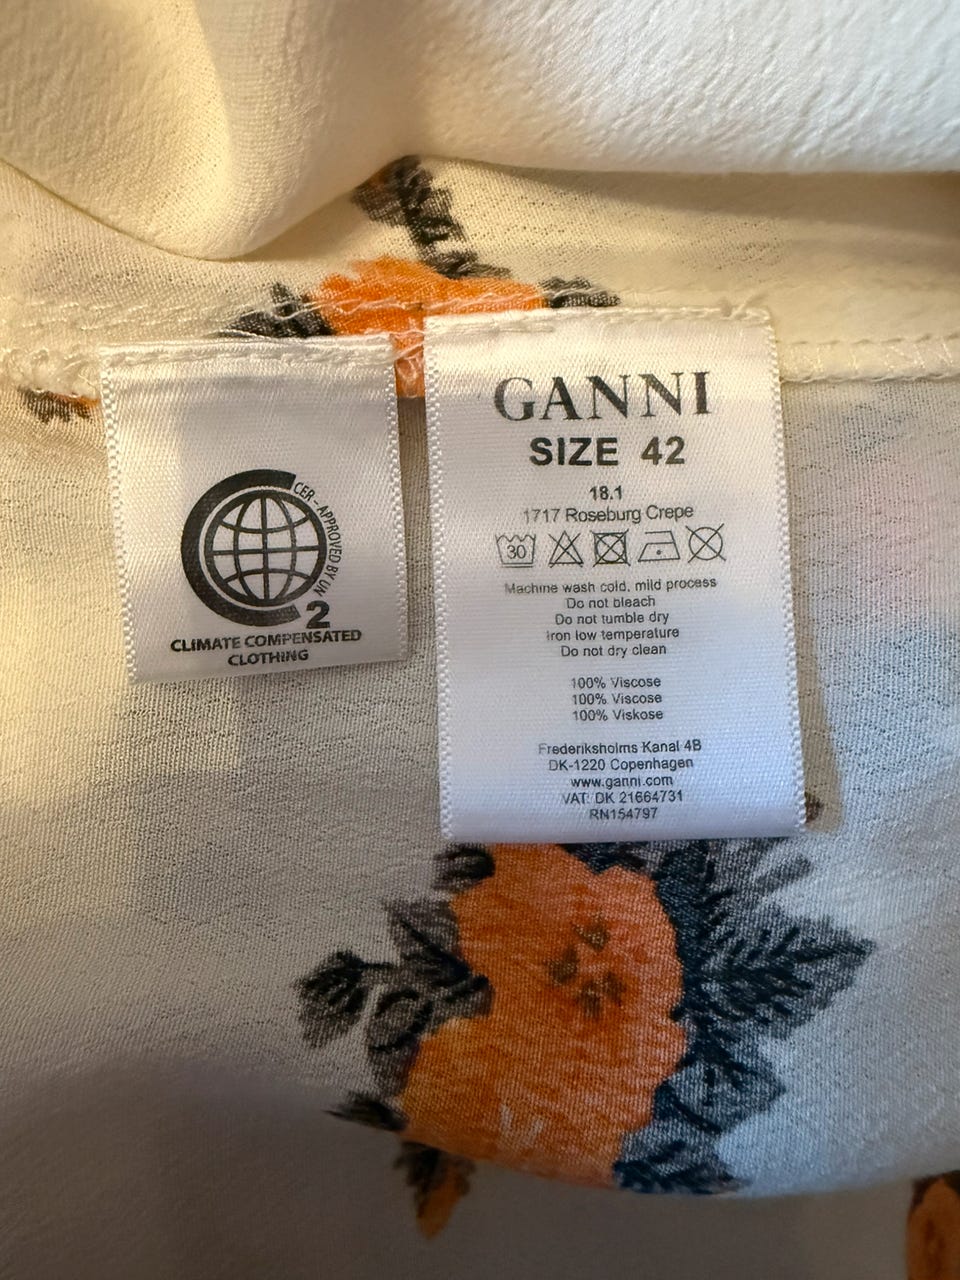 CER - APPROVED BY UN
2
CLIMATE COMPENSATED
CLOTHING
GANNI
SIZE 42
18.1
1717 Roseburg Crepe
30
Machine wash cold, mild process
Do not bleach
Do not tumble dry
Iron low temperature
Do not dry clean
100% Viscose
100% Viscose
100% Viskose
Frederiksholms Kanal 4B
DK-1220 Copenhagen
www.ganni.com
VAT: DK 21664731
RN154797